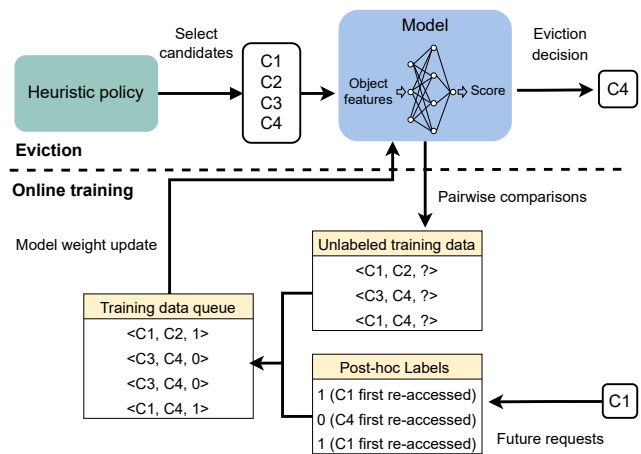 Select
candidates
Heuristic policy
C1
C2
C3
C4
Model
Object
features
Score
Eviction
decision
C4
Eviction
Online training
Model weight update
Pairwise comparisons
Unlabeled training data
<C1, C2, ?>
<C3, C4, ?>
<C1, C4, ?>
Training data queue
<C1, C2, 1>
<C3, C4, 0>
<C3, C4, 0>
<C1, C4, 1>
Post-hoc Labels
1 (C1 first re-accessed)
0 (C4 first re-accessed)
1 (C1 first re-accessed)
C1
Future requests